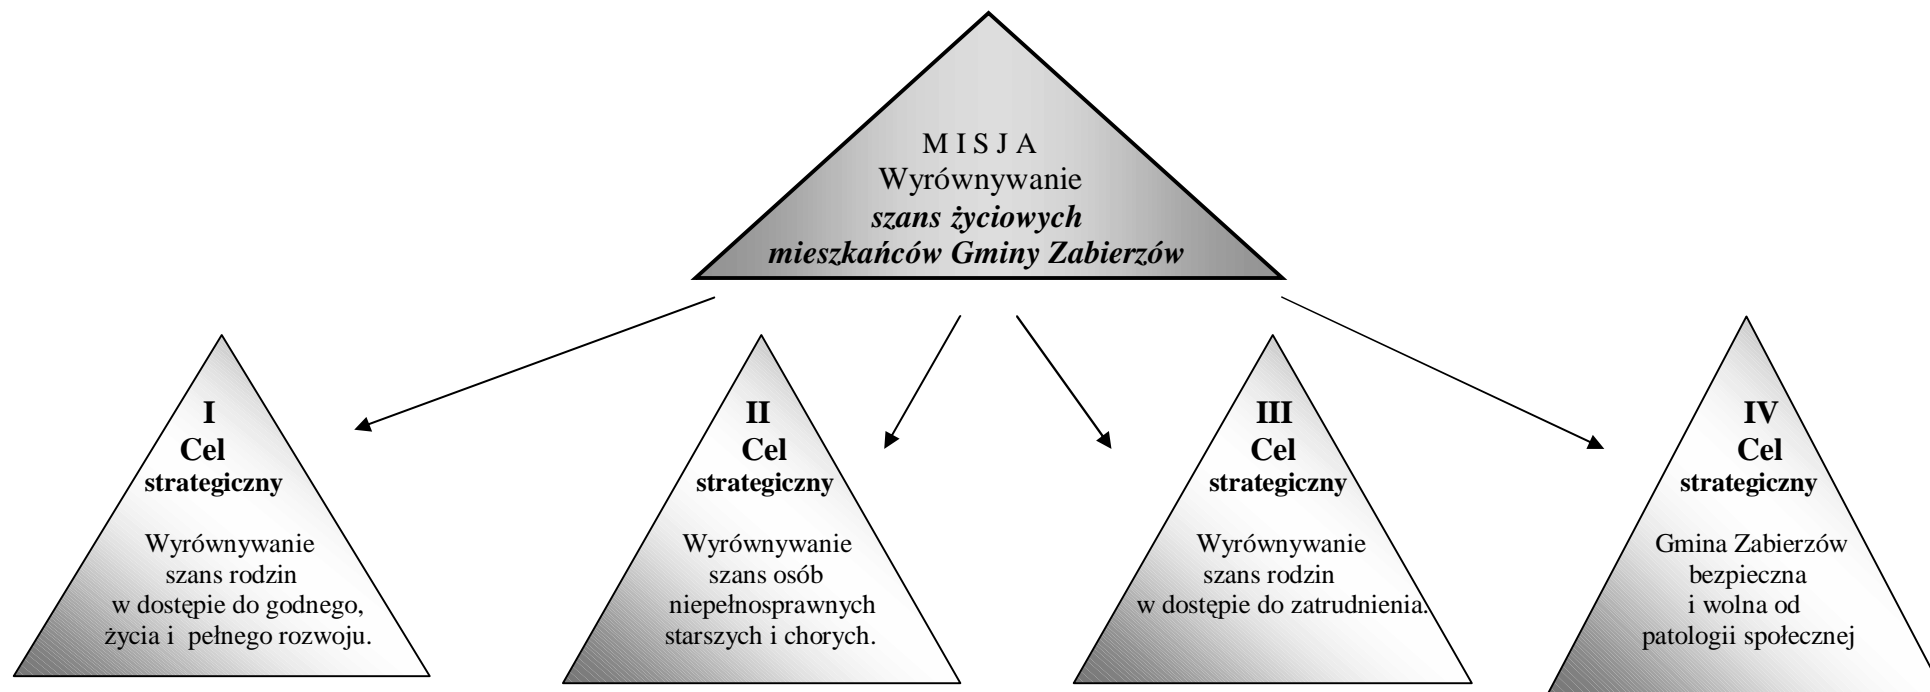 M I S J A
Wyrównywanie
szans życiowych
mieszkańców Gminy Zabierzów
I
Cel
strategiczny
Wyrównywanie
szans rodzin
w dostępie do godnego,
życia i pełnego rozwoju.
II
Cel
strategiczny
Wyrównywanie
szans osób
niepełnosprawnych
starszych i chorych.
III
Cel
strategiczny
Wyrównywanie
szans rodzin
w dostępie do zatrudnienia.
IV
Cel
strategiczny
Gmina Zabierzów
bezpieczna
i wolna od
patologii społecznej